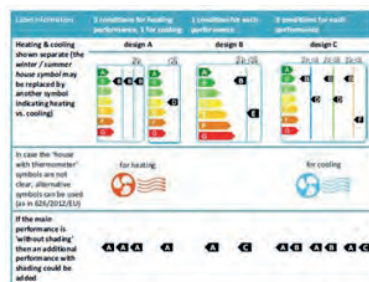 Label information
3 conditions for heating performance, 1 for cooling
1 condition for each performance
3 conditions for each performance
Heating & cooling
shown separate (the
winter / summer
house symbol may
be replaced by
another symbol
indicating heating
vs. cooling)
design A
design B
design C
A
B
C
D
E
F
G
In case the 'house
with thermometer'
symbols are not
clear, alternative
symbols can be used
(as in 626/2012/EU)
for heating
for cooling
If the main
performance is
'without shading'
then an additional
performance with
shading could be
added
A A A A
A C
A B A B A C